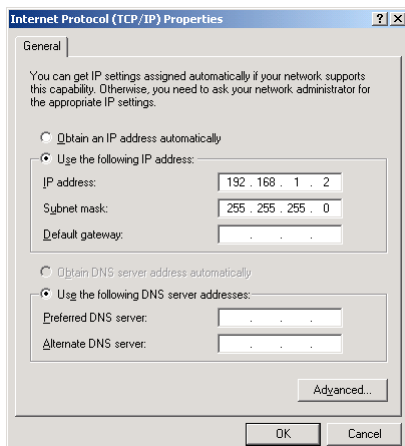 Internet Protocol (TCP/IP) Properties
General
You can get IP settings assigned automatically if your network supports
this capability. Otherwise, you need to ask your network administrator for
the appropriate IP settings.
Obtain an IP address automatically
Use the following IP address:
IP address: 192 . 168 . 1 . 2
Subnet mask: 255 . 255 . 255 . 0
Default gateway: . . .
Obtain DNS server address automatically
Use the following DNS server addresses:
Preferred DNS server: . . .
Alternate DNS server: . . .
Advanced...
OK Cancel